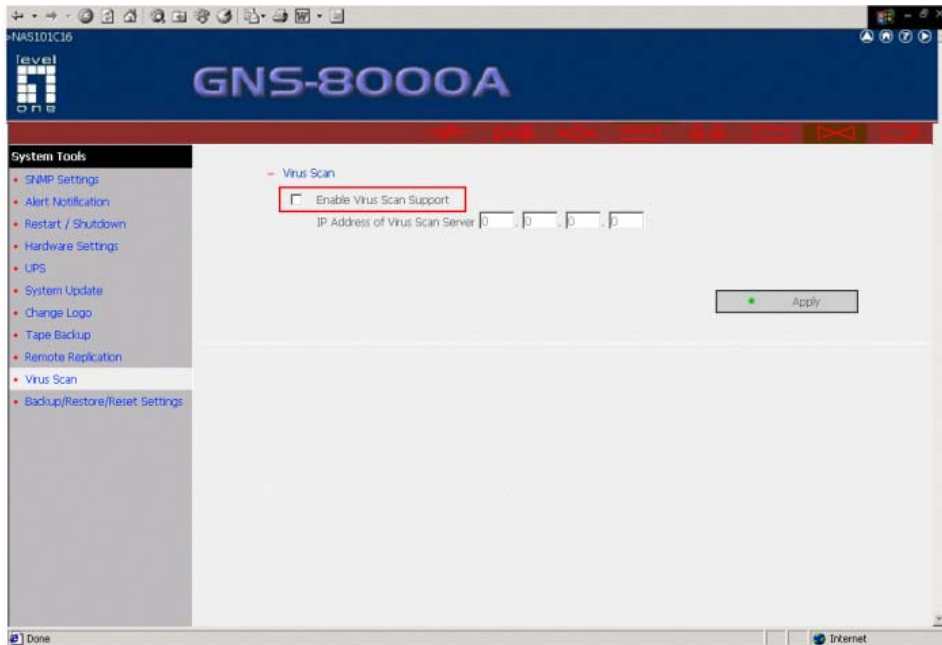 NAS101C16
level
one
GNS-8000A
System Tools
SNMP Settings
Alert Notification
Restart / Shutdown
Hardware Settings
UPS
System Update
Change Logo
Tape Backup
Remote Replication
Virus Scan
Backup/Restore/Reset Settings
Virus Scan
Enable Virus Scan Support
IP Address of Virus Scan Server 0 . 0 . 0 . 0
Apply
Done
Internet